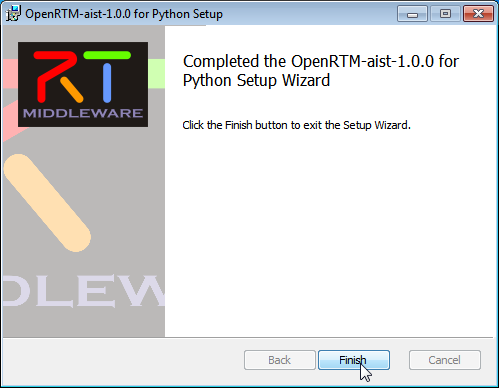 OpenRTM-aist-1.0.0 for Python Setup
RT
MIDDLEWARE
Completed the OpenRTM-aist-1.0.0 for
Python Setup Wizard
Click the Finish button to exit the Setup Wizard.
DLEW
Back
Finish
Cancel